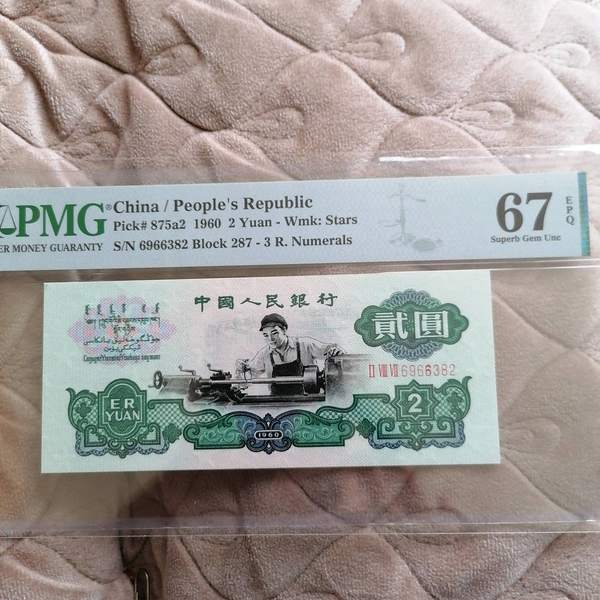 PMG
China / People's Republic
Pick# 875a2 1960 2 Yuan - Wmk: Stars
ER MONEY GUARANTY
S/N 6966382 Block 287 - 3 R. Numerals
67
EPQ
Superb Gem Unc
中國人民銀行
貳圓
II VIII VII 6966382
ER
YUAN
2
1960